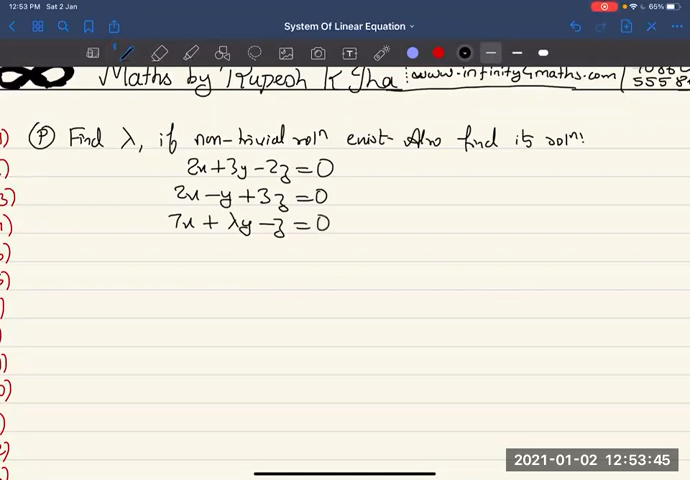 12:53 PM Sat 2 Jan
65%
System Of Linear Equation
Maths by Rupesh K Jha
www.infinity4maths.com
5558
P Find λ, if non-trivial solⁿ exist. Also find its solⁿ:
2x + 3y - 2z = 0
2x - y + 3z = 0
7x + λy - z = 0
2021-01-02 12:53:45